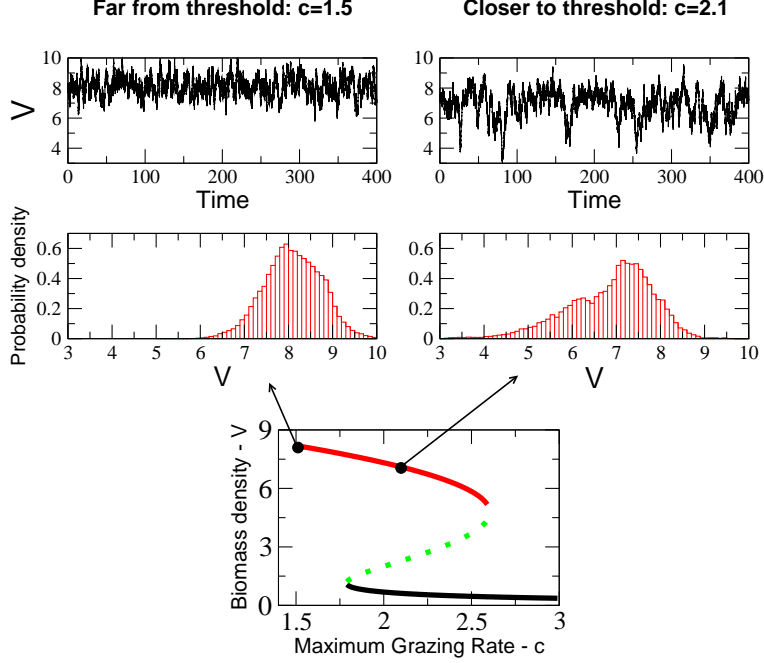 Far from threshold: c=1.5
Closer to threshold: c=2.1
V
10
8
6
4
0 100 200 300 400
Time
10
8
6
4
0 100 200 300 400
Time
Probability density
0.6
0.4
0.2
0
3 4 5 6 7 8 9 10
V
0.6
0.4
0.2
0
3 4 5 6 7 8 9 10
V
Biomass density - V
9
6
3
0
1.5 2 2.5 3
Maximum Grazing Rate - c